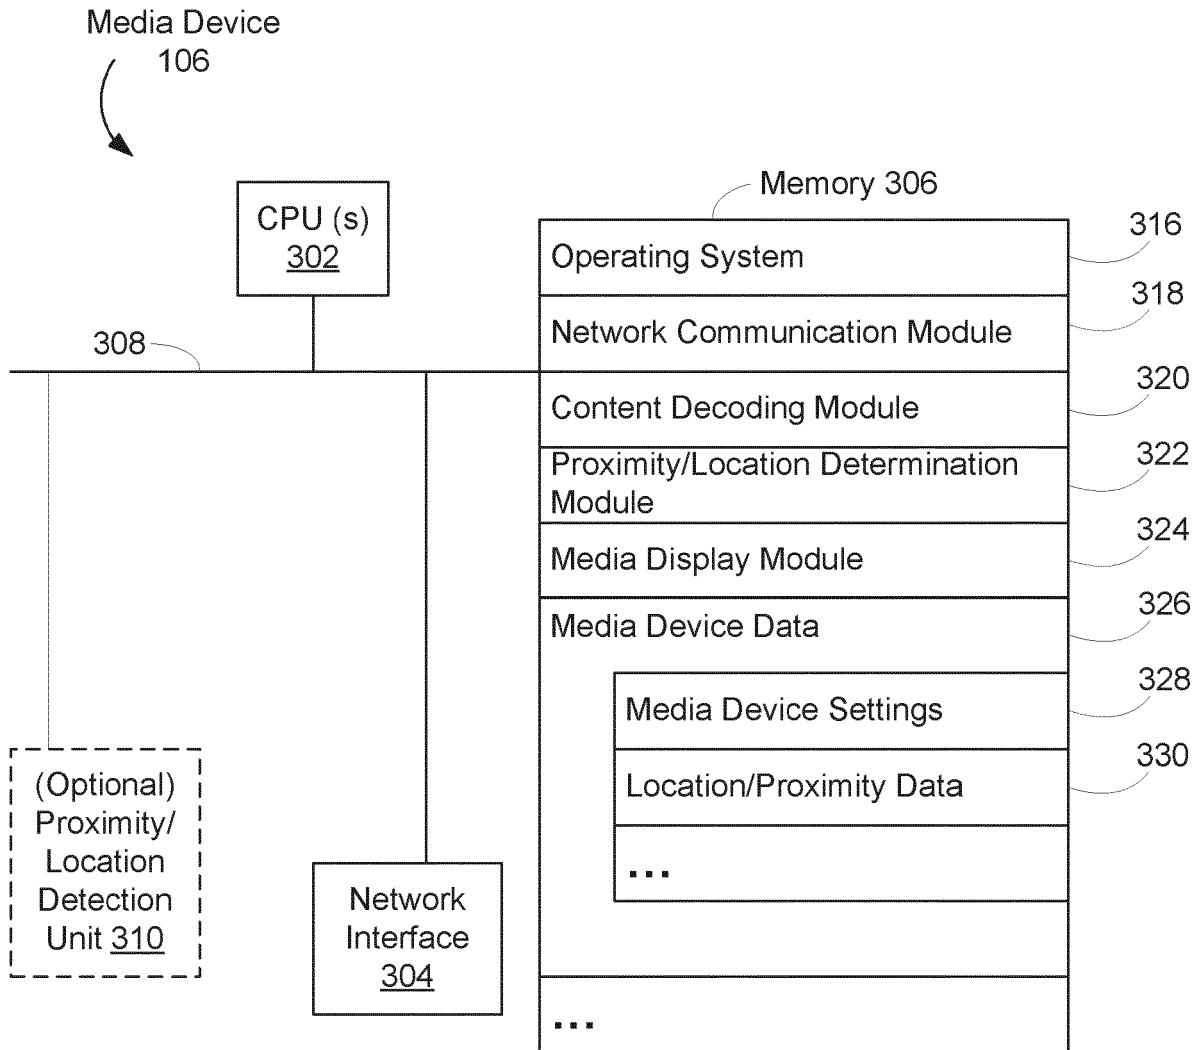 Media Device
106
Memory 306
CPU (s)
302
308
Operating System
316
Network Communication Module
318
Content Decoding Module
320
Proximity/Location Determination
Module
322
Media Display Module
324
Media Device Data
326
Media Device Settings
328
Location/Proximity Data
330
...
...
(Optional)
Proximity/
Location
Detection
Unit 310
Network
Interface
304